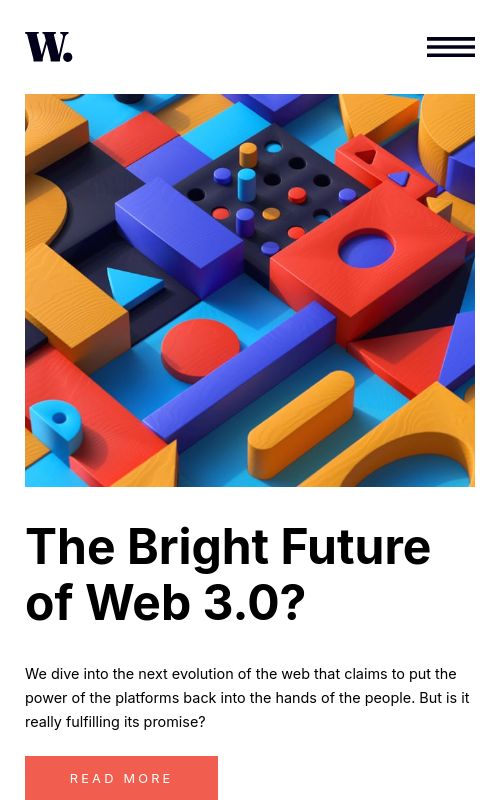 W.
The Bright Future
of Web 3.0?
We dive into the next evolution of the web that claims to put the
power of the platforms back into the hands of the people. But is it
really fulfilling its promise?
READ MORE